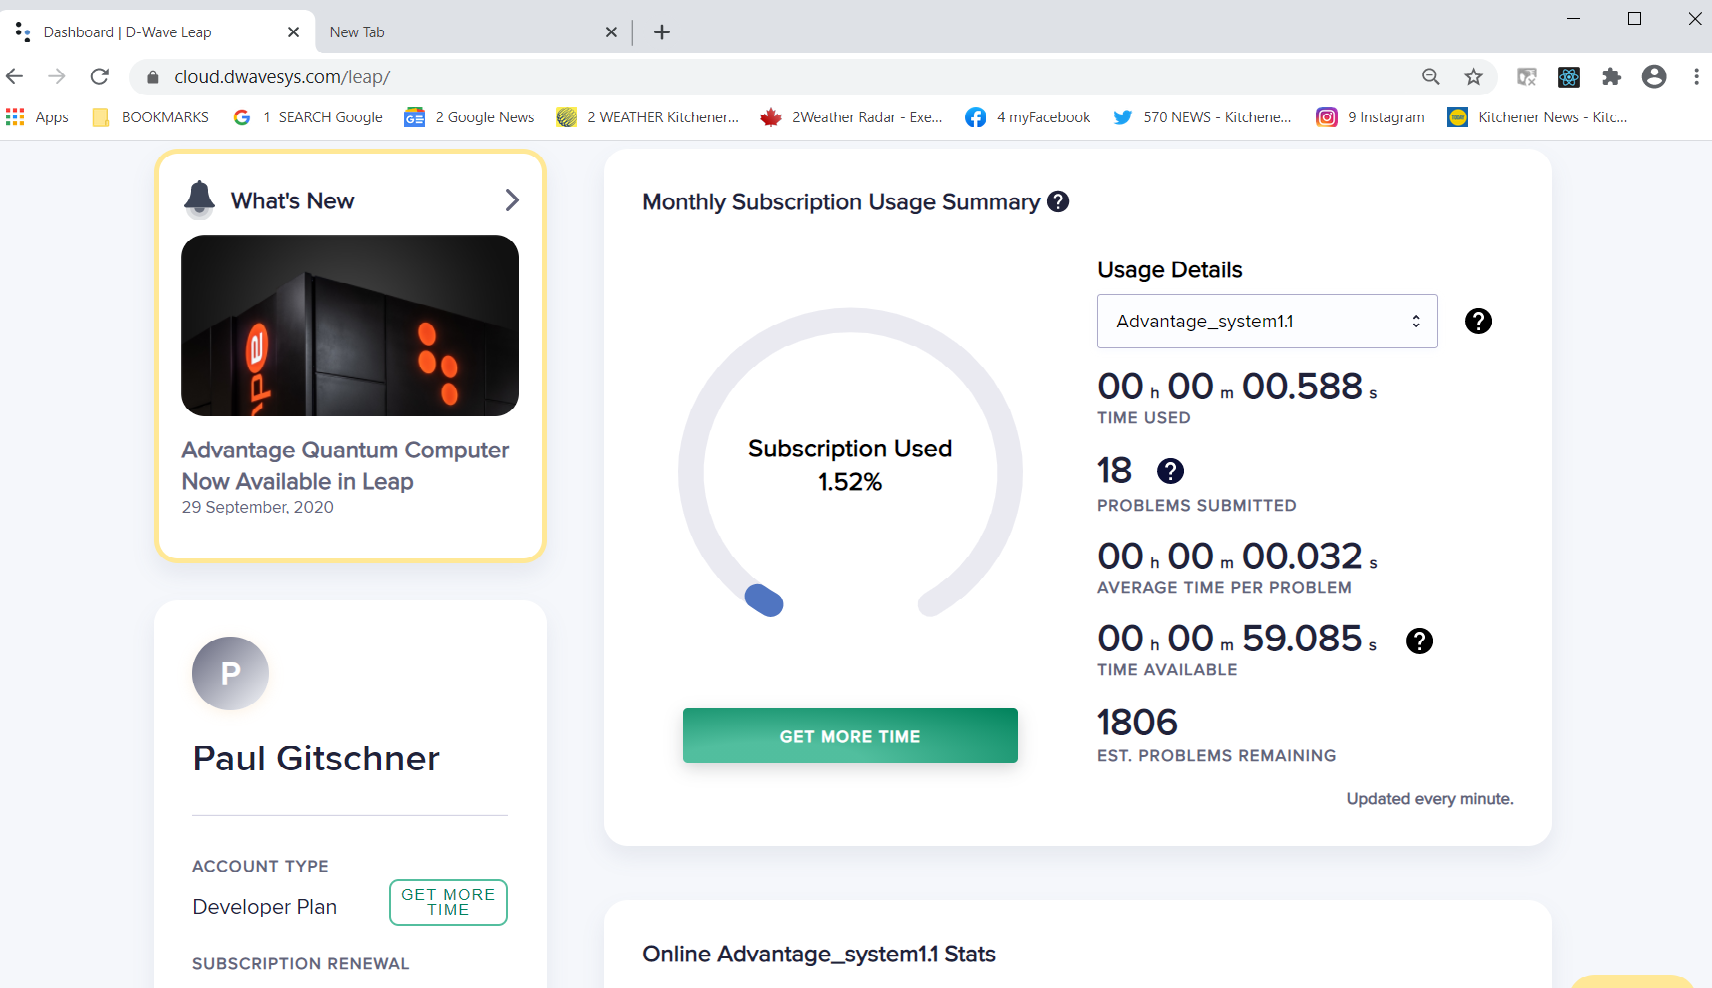 Dashboard | D-Wave Leap
New Tab
cloud.dwavesys.com/leap/
Apps
BOOKMARKS
1 SEARCH Google
2 Google News
2 WEATHER Kitchener...
2Weather Radar - Exe...
4 myFacebook
570 NEWS - Kitchene...
9 Instagram
Kitchener News - Kitc...
What's New
Advantage Quantum Computer
Now Available in Leap
29 September, 2020
P
Paul Gitschner
ACCOUNT TYPE
Developer Plan
GET MORE
TIME
SUBSCRIPTION RENEWAL
Monthly Subscription Usage Summary ?
Subscription Used
1.52%
GET MORE TIME
Usage Details
Advantage_system1.1 ?
00 h 00 m 00.588 s
TIME USED
18 ?
PROBLEMS SUBMITTED
00 h 00 m 00.032 s
AVERAGE TIME PER PROBLEM
00 h 00 m 59.085 s ?
TIME AVAILABLE
1806
EST. PROBLEMS REMAINING
Updated every minute.
Online Advantage_system1.1 Stats